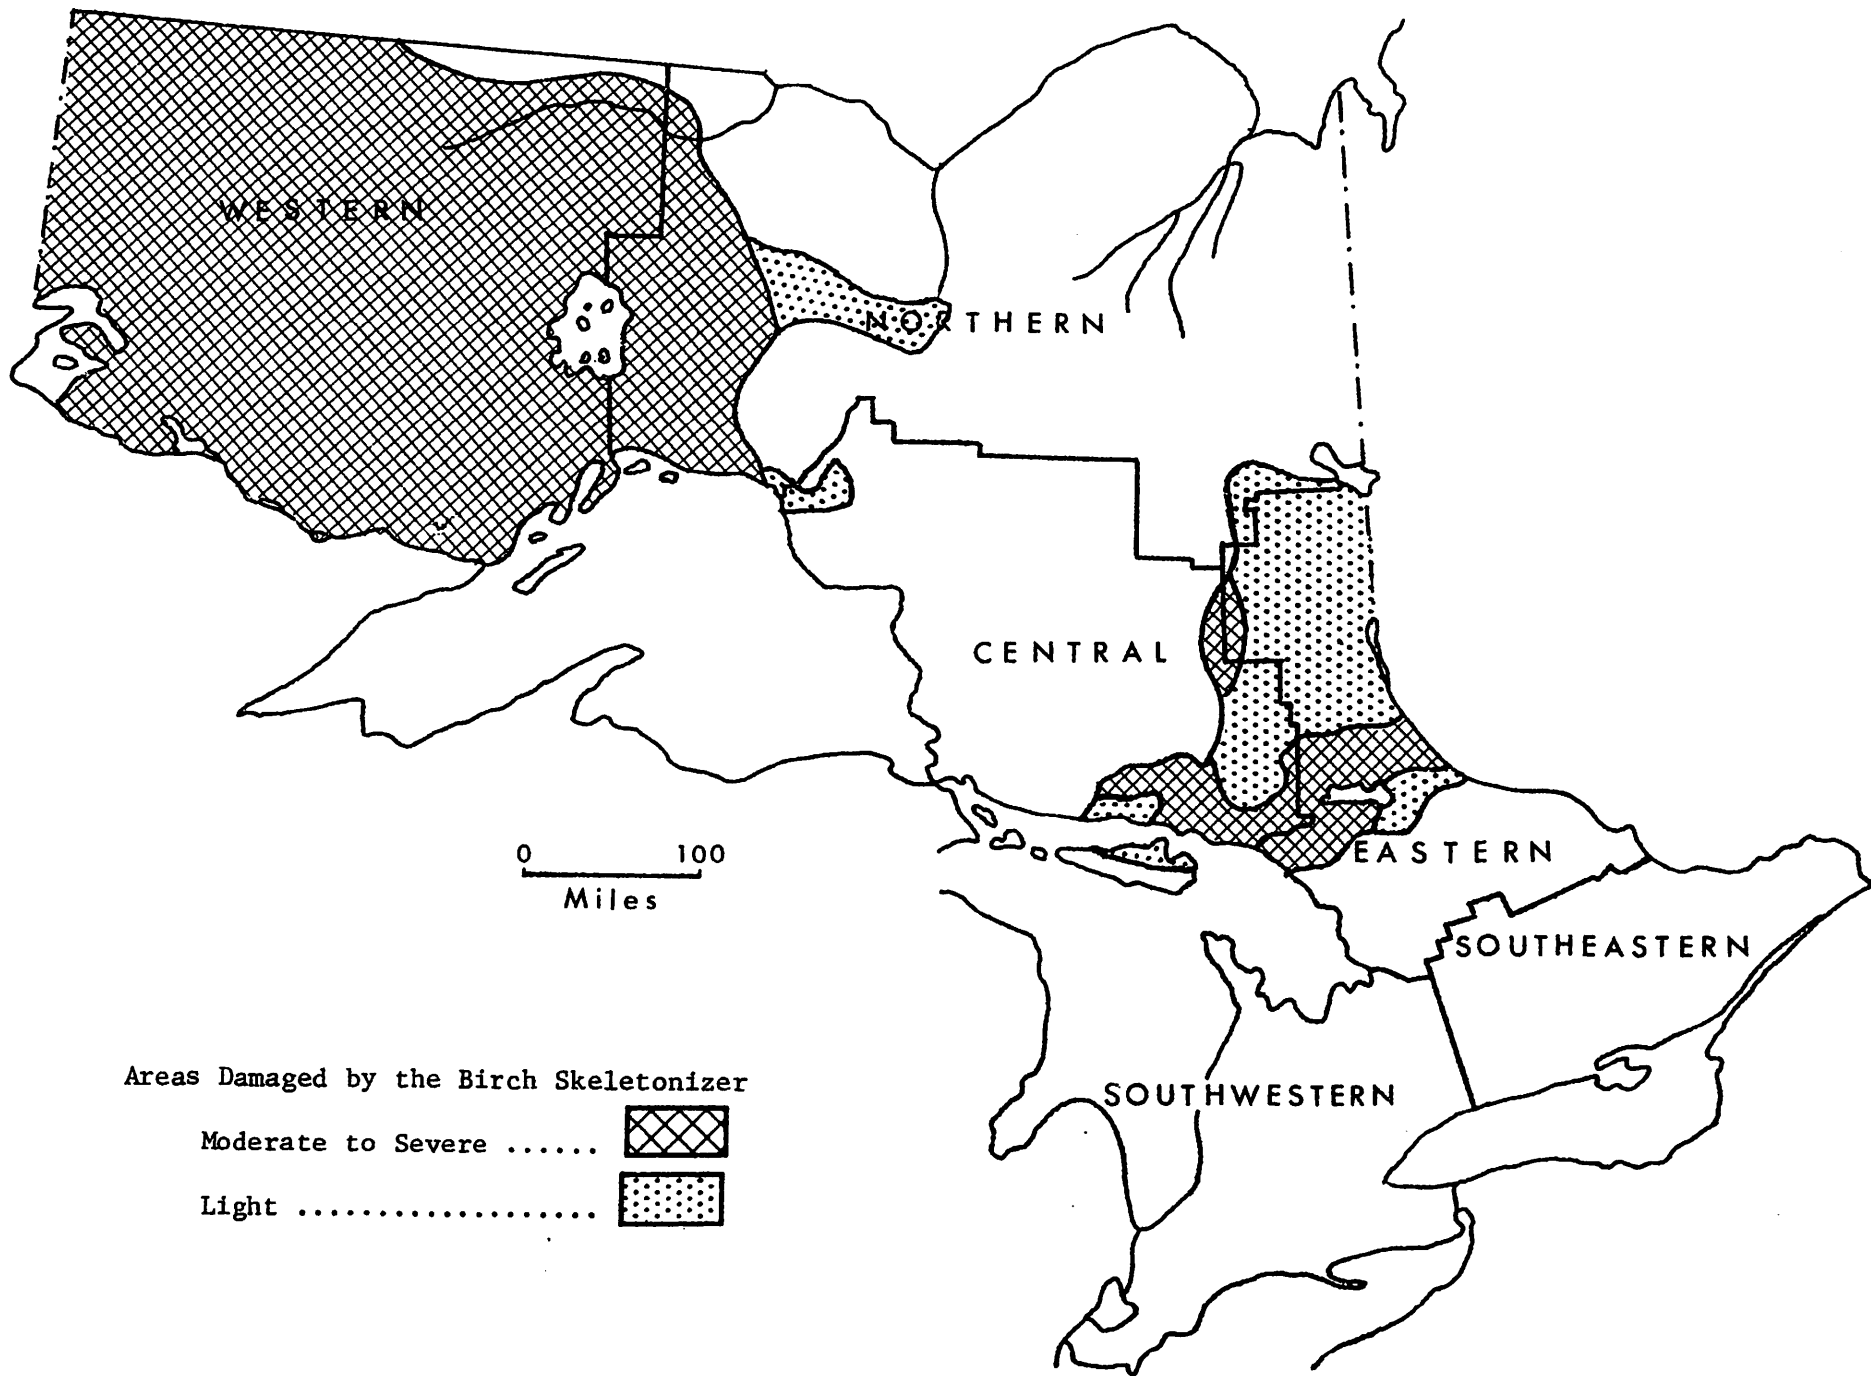 WESTERN
NORTHERN
CENTRAL
0 100
Miles
EASTERN
SOUTHEASTERN
SOUTHWESTERN
Areas Damaged by the Birch Skeletonizer
Moderate to Severe ......
Light ...................